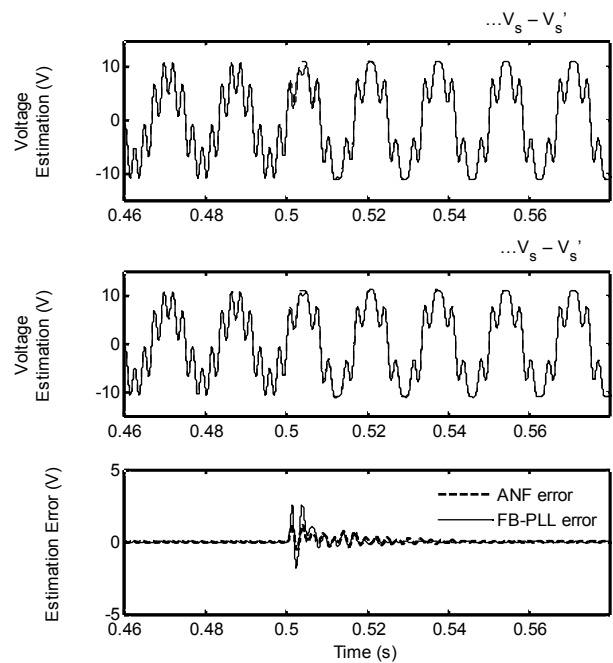 ...Vs – Vs'
Voltage
Estimation (V)
10
0
-10
0.46 0.48 0.5 0.52 0.54 0.56
...Vs – Vs'
Voltage
Estimation (V)
10
0
-10
0.46 0.48 0.5 0.52 0.54 0.56
Estimation Error (V)
5
0
-5
ANF error
FB-PLL error
0.46 0.48 0.5 0.52 0.54 0.56
Time (s)